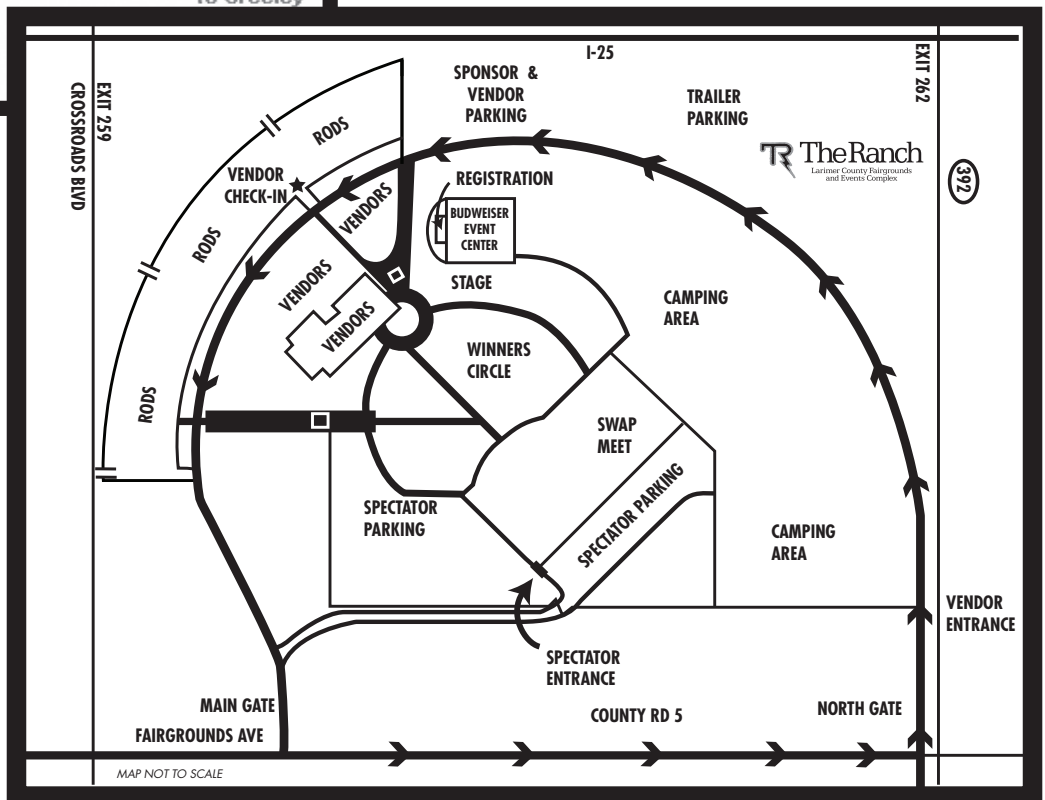 To Greeley
I-25
EXIT 259
CROSSROADS BLVD
EXIT 262
SPONSOR &
VENDOR
PARKING
TRAILER
PARKING
TR TheRanch
Larimer County Fairgrounds
and Events Complex
392
RODS
VENDOR
CHECK-IN
VENDORS
REGISTRATION
BUDWEISER
EVENT
CENTER
RODS
VENDORS
STAGE
CAMPING
AREA
VENDORS
WINNERS
CIRCLE
RODS
SWAP
MEET
SPECTATOR PARKING
SPECTATOR
PARKING
CAMPING
AREA
VENDOR
ENTRANCE
SPECTATOR
ENTRANCE
MAIN GATE
FAIRGROUNDS AVE
COUNTY RD 5
NORTH GATE
MAP NOT TO SCALE